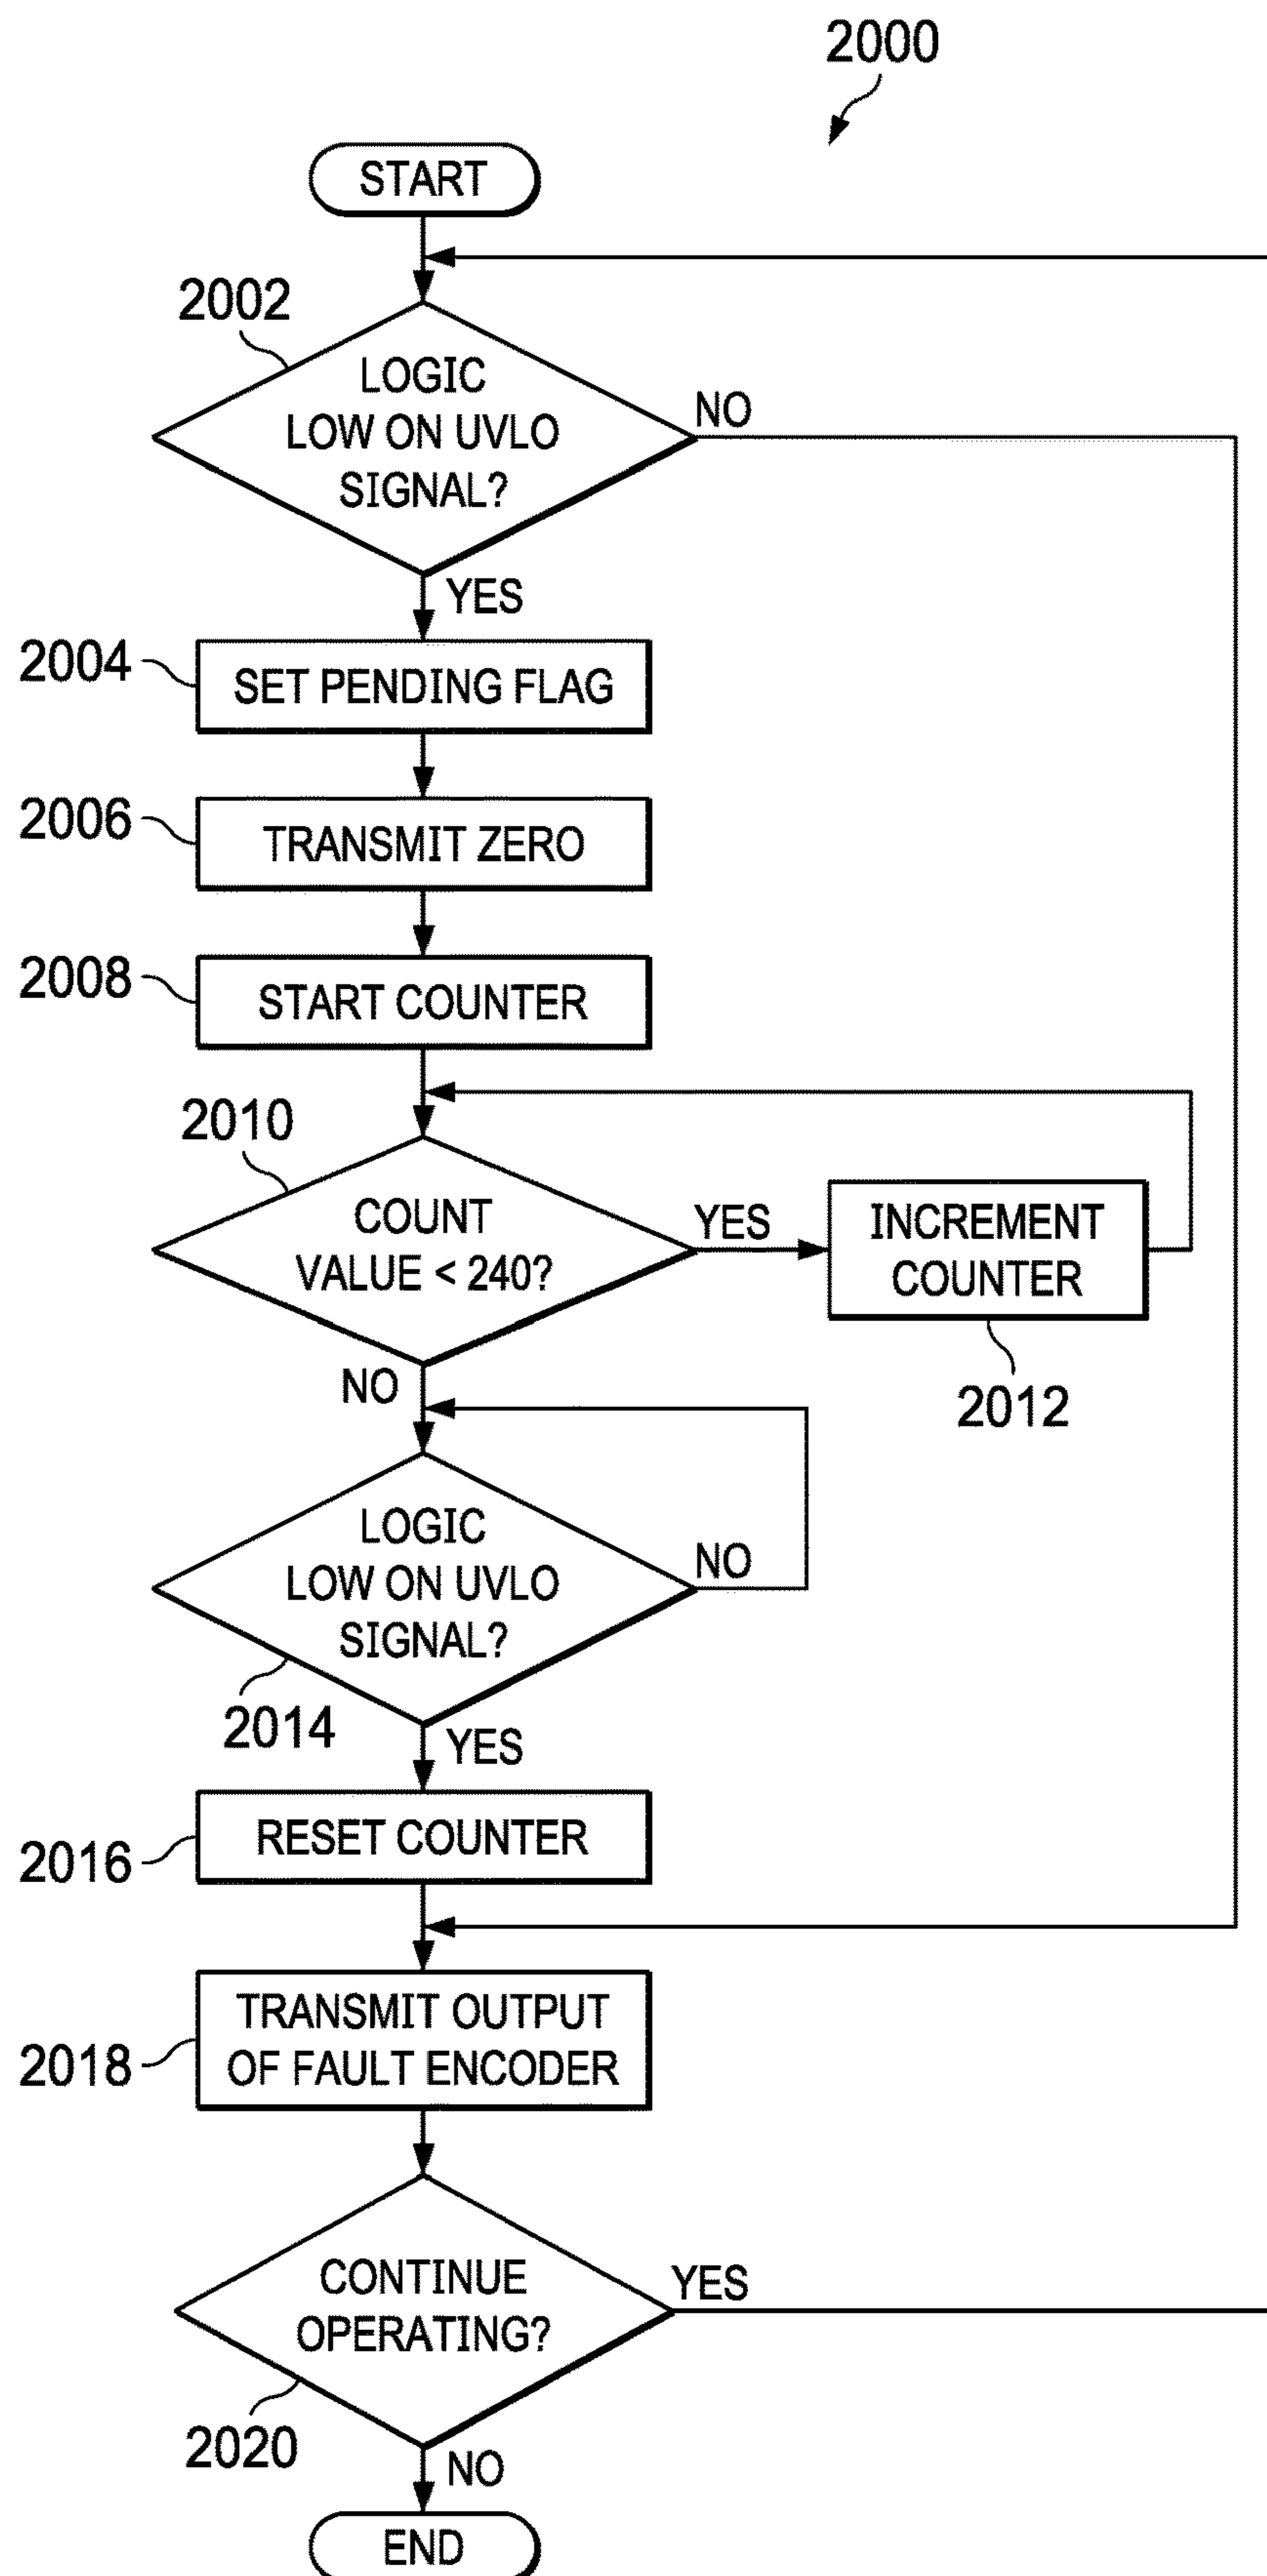 2000
START
2002
LOGIC
LOW ON UVLO
SIGNAL?
NO
YES
2004
SET PENDING FLAG
2006
TRANSMIT ZERO
2008
START COUNTER
2010
COUNT
VALUE < 240?
YES
INCREMENT
COUNTER
2012
NO
LOGIC
LOW ON UVLO
SIGNAL?
NO
2014
YES
RESET COUNTER
2016
TRANSMIT OUTPUT
OF FAULT ENCODER
2018
CONTINUE
OPERATING?
YES
2020
NO
END